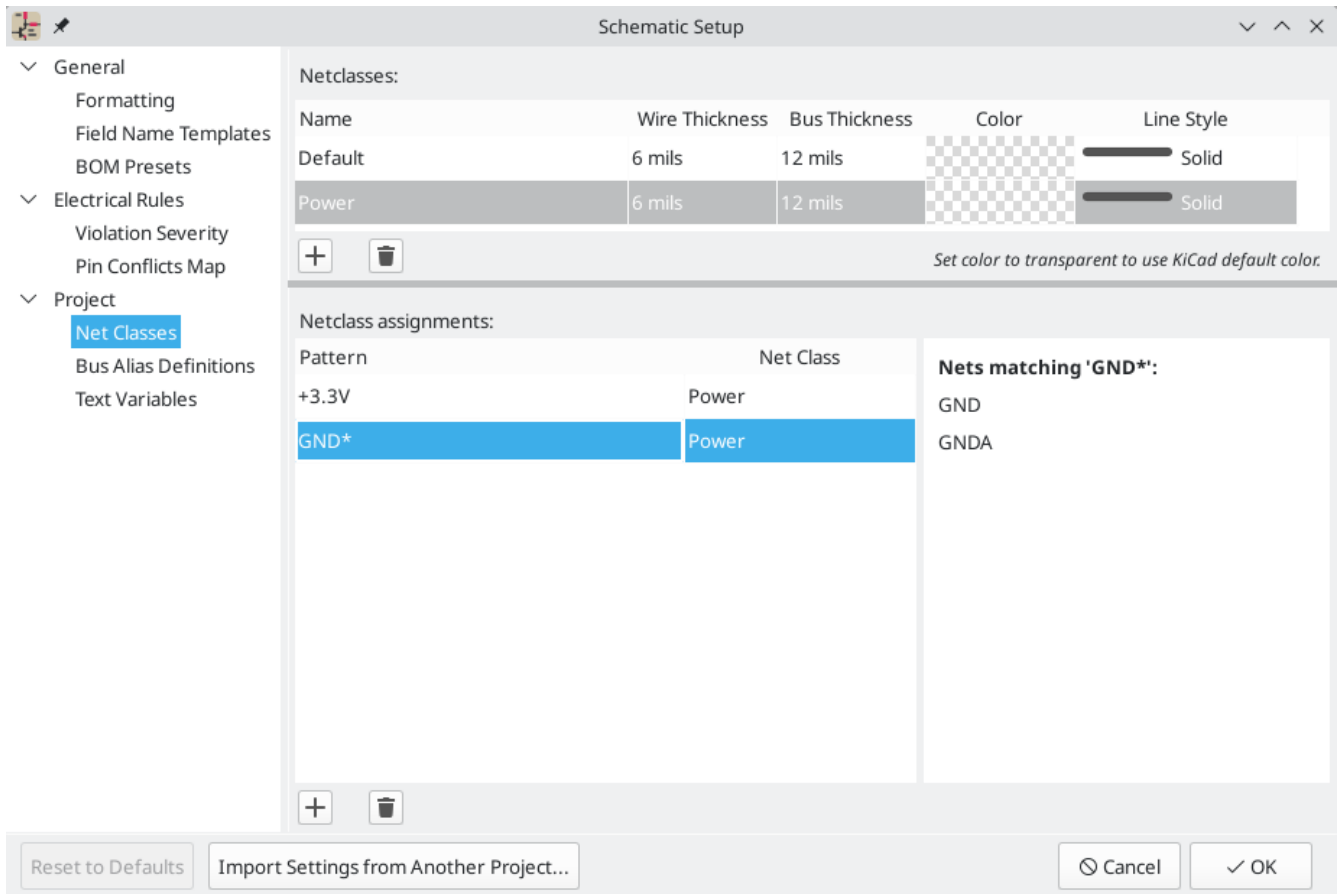 Schematic Setup
General
Formatting
Field Name Templates
BOM Presets
Electrical Rules
Violation Severity
Pin Conflicts Map
Project
Net Classes
Bus Alias Definitions
Text Variables
Netclasses:
Name Wire Thickness Bus Thickness Color Line Style
Default 6 mils 12 mils Solid
Power 6 mils 12 mils Solid
Set color to transparent to use KiCad default color.
Netclass assignments:
Pattern Net Class
+3.3V Power
GND* Power
Nets matching 'GND*':
GND
GNDA
Reset to Defaults Import Settings from Another Project... Cancel OK